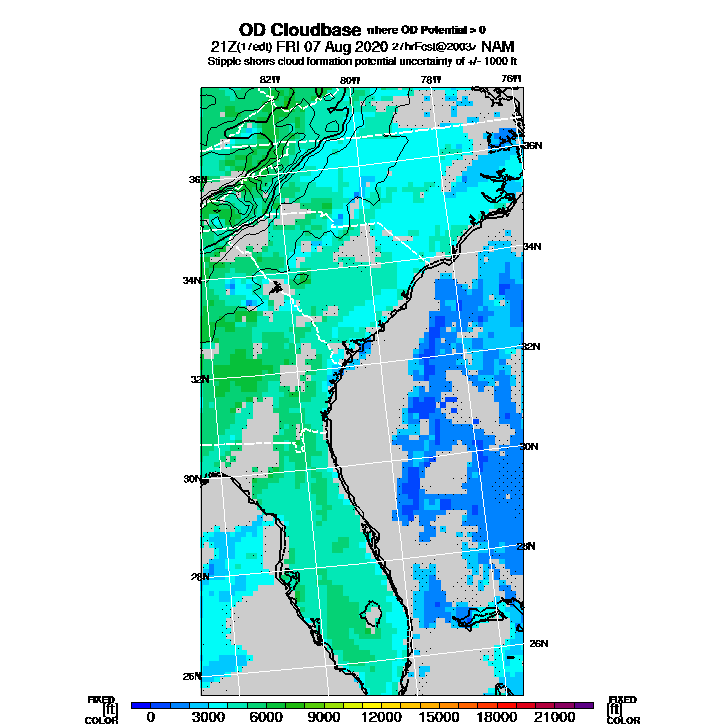 OD Cloudbase where OD Potential > 0
21Z(17edt) FRI 07 Aug 2020 27hrFcst@2003z NAM
Stipple shows cloud formation potential uncertainty of +/- 1000 ft
82W 80W 78W 76W
36N 36N
34N 34N
32N 32N
30N 30N
28N 28N
26N 26N
FIXED FIXED
[ft] 0 3000 6000 9000 12000 15000 18000 21000 [ft]
COLOR COLOR